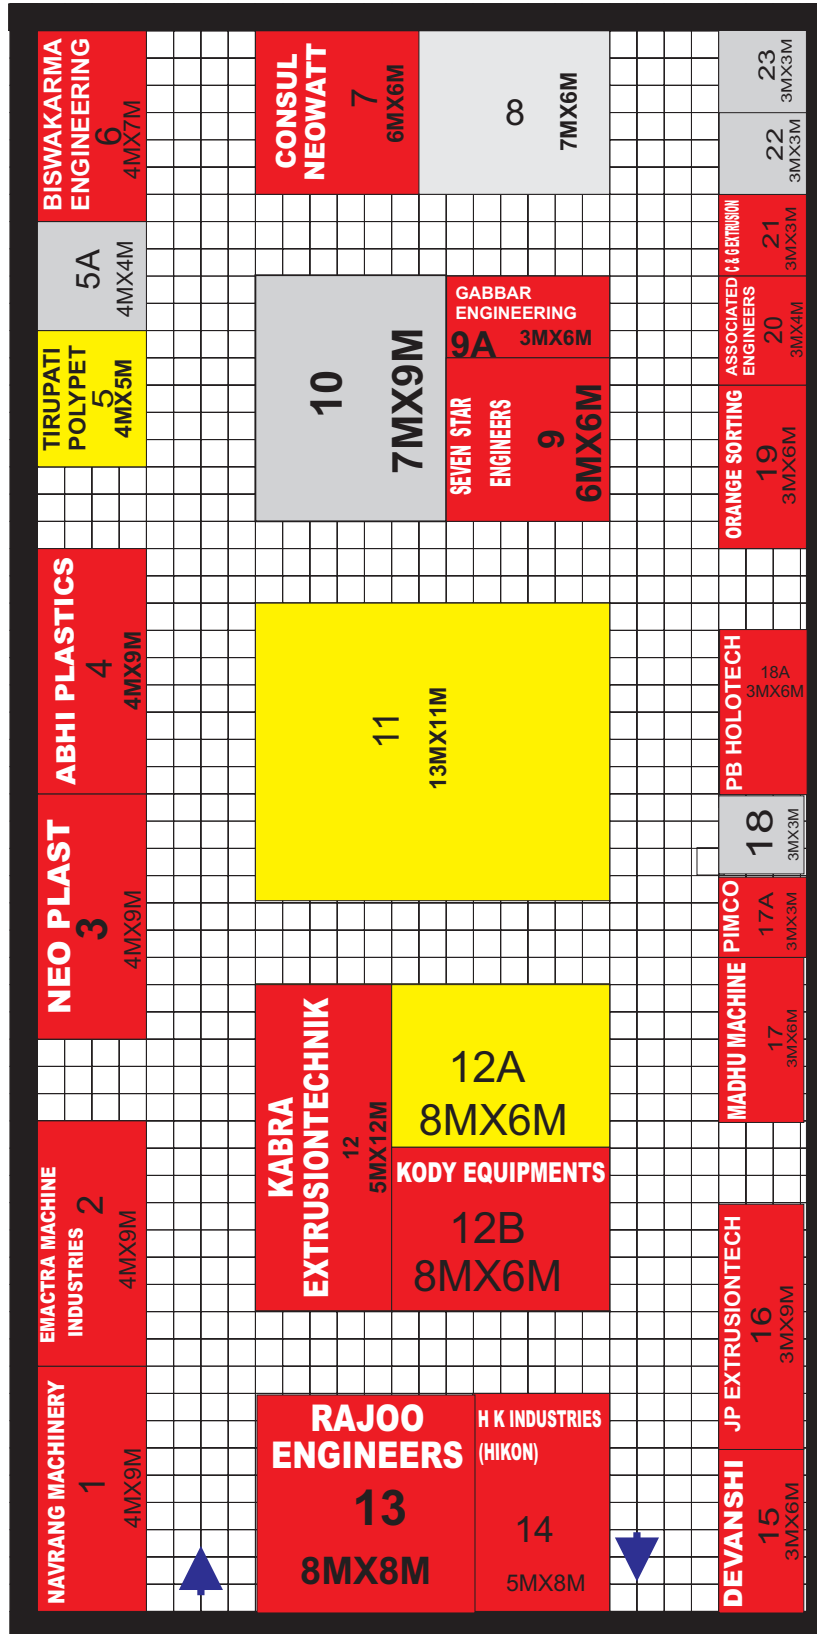 BISWAKARMA
ENGINEERING
6
4MX7M
5A
4MX4M
TIRUPATI
POLYPET
5
4MX5M
ABHI PLASTICS
4
4MX9M
NEO PLAST
3
4MX9M
EMACTRA MACHINE
INDUSTRIES
2
4MX9M
NAVRANG MACHINERY
1
4MX9M
CONSUL
NEOWATT
7
6MX6M
8
7MX6M
10
7MX9M
GABBAR
ENGINEERING
9A 3MX6M
SEVEN STAR
ENGINEERS
9
6MX6M
11
13MX11M
KABRA
EXTRUSIONTECHNIK
12
5MX12M
12A
8MX6M
KODY EQUIPMENTS
12B
8MX6M
RAJOO
ENGINEERS
13
8MX8M
H K INDUSTRIES
(HIKON)
14
5MX8M
23
3MX3M
22
3MX3M
C & G EXTRUSION
21
3MX3M
ASSOCIATED
ENGINEERS
20
3MX4M
ORANGE SORTING
19
3MX6M
PB HOLOTECH
18A
3MX6M
18
3MX3M
PIMCO
17A
3MX3M
MADHU MACHINE
17
3MX6M
JP EXTRUSIONTECH
16
3MX9M
DEVANSHI
15
3MX6M